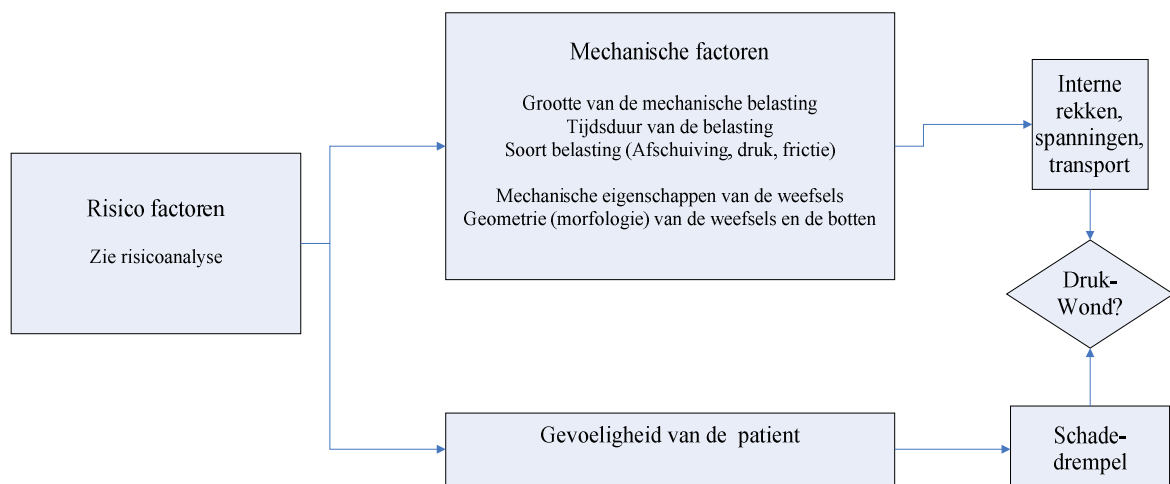 Risico factoren
Zie risicoanalyse
Mechanische factoren
Grootte van de mechanische belasting
Tijdsduur van de belasting
Soort belasting (Afschuiving, druk, frictie)
Mechanische eigenschappen van de weefsels
Geometrie (morfologie) van de weefsels en de botten
Interne
rekken,
spanningen,
transport
Druk-
Wond?
Gevoeligheid van de patient
Schade-
drempel